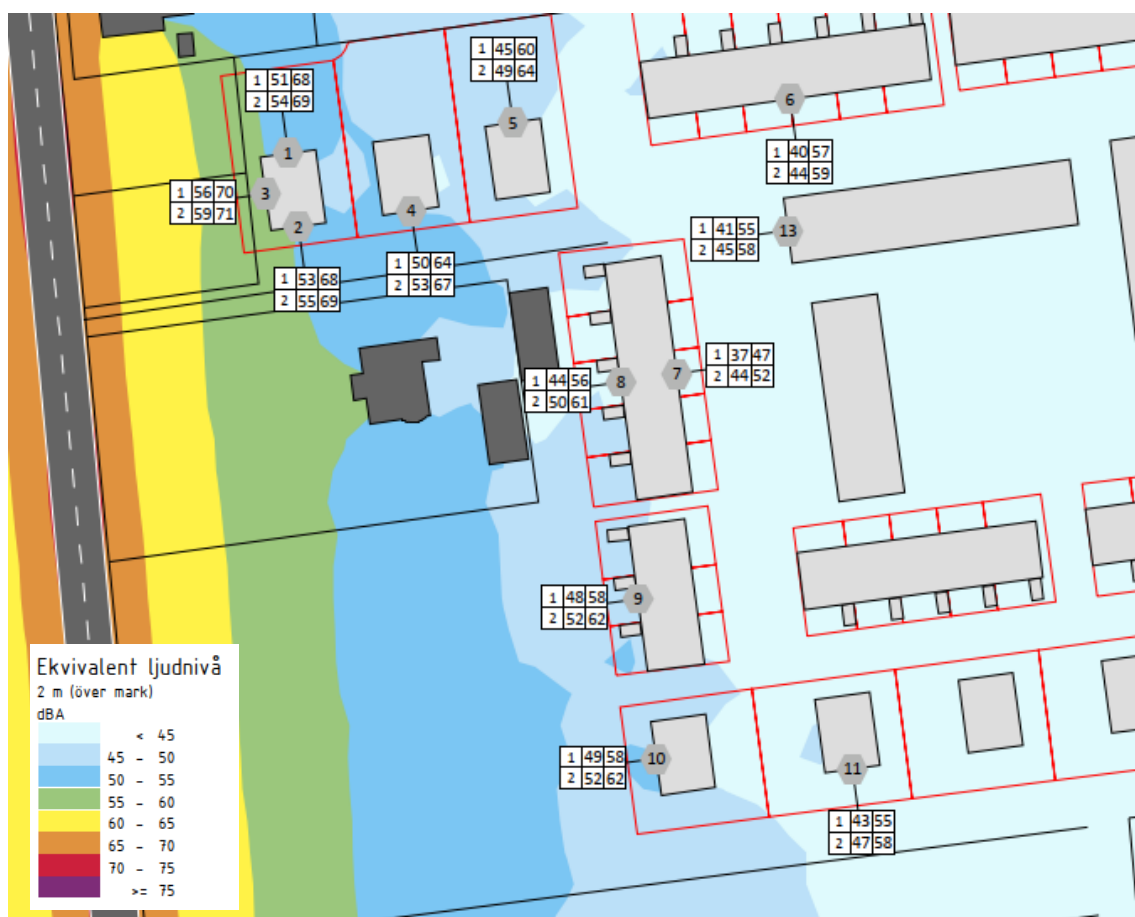 1 45 60
2 49 64
5
1 51 68
2 54 69
1
6
1 40 57
2 44 59
1 56 70
2 59 71
3
2
4
1 41 55
2 45 58
13
1 53 68
2 55 69
1 50 64
2 53 67
1 44 56
2 50 61
8
7
1 37 47
2 44 52
1 48 58
2 52 62
9
1 49 58
2 52 62
10
11
1 43 55
2 47 58
Ekvivalent ljudnivå
2 m (över mark)
dBA
< 45
45 - 50
50 - 55
55 - 60
60 - 65
65 - 70
70 - 75
>= 75